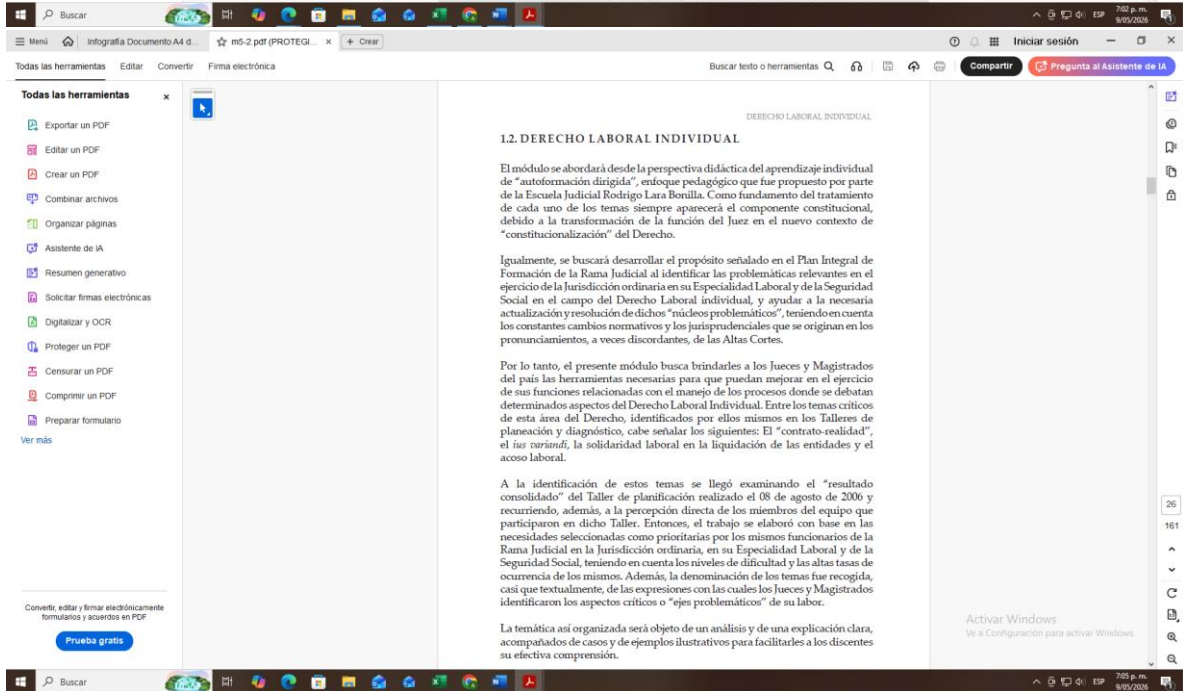 Buscar
ESP
7:02 p. m.
9/05/2026
Menú
Infografía Documento A4 d...
m5-2.pdf (PROTEGI...
+ Crear
Iniciar sesión
Todas las herramientas
Editar
Convertir
Firma electrónica
Buscar texto o herramientas
Compartir
Pregunta al Asistente de IA
Todas las herramientas
Exportar un PDF
Editar un PDF
Crear un PDF
Combinar archivos
Organizar páginas
Asistente de IA
Resumen generativo
Solicitar firmas electrónicas
Digitalizar y OCR
Proteger un PDF
Censurar un PDF
Comprimir un PDF
Preparar formulario
Ver más
Convertir, editar y firmar electrónicamente
formularios y acuerdos en PDF
Prueba gratis
DERECHO LABORAL INDIVIDUAL
1.2. DERECHO LABORAL INDIVIDUAL
El módulo se abordará desde la perspectiva didáctica del aprendizaje individual
de “autoformación dirigida”, enfoque pedagógico que fue propuesto por parte
de la Escuela Judicial Rodrigo Lara Bonilla. Como fundamento del tratamiento
de cada uno de los temas siempre aparecerá el componente constitucional,
debido a la transformación de la función del Juez en el nuevo contexto de
“constitucionalización” del Derecho.
Igualmente, se buscará desarrollar el propósito señalado en el Plan Integral de
Formación de la Rama Judicial al identificar las problemáticas relevantes en el
ejercicio de la Jurisdicción ordinaria en su Especialidad Laboral y de la Seguridad
Social en el campo del Derecho Laboral individual, y ayudar a la necesaria
actualización y resolución de dichos “núcleos problemáticos”, teniendo en cuenta
los constantes cambios normativos y los jurisprudenciales que se originan en los
pronunciamientos, a veces discordantes, de las Altas Cortes.
Por lo tanto, el presente módulo busca brindarles a los Jueces y Magistrados
del país las herramientas necesarias para que puedan mejorar en el ejercicio
de sus funciones relacionadas con el manejo de los procesos donde se debatan
determinados aspectos del Derecho Laboral Individual. Entre los temas críticos
de esta área del Derecho, identificados por ellos mismos en los Talleres de
planeación y diagnóstico, cabe señalar los siguientes: El “contrato-realidad”,
el ius variandi, la solidaridad laboral en la liquidación de las entidades y el
acoso laboral.
A la identificación de estos temas se llegó examinando el “resultado
consolidado” del Taller de planificación realizado el 08 de agosto de 2006 y
recurriendo, además, a la percepción directa de los miembros del equipo que
participaron en dicho Taller. Entonces, el trabajo se elaboró con base en las
necesidades seleccionadas como prioritarias por los mismos funcionarios de la
Rama Judicial en la Jurisdicción ordinaria, en su Especialidad Laboral y de la
Seguridad Social, teniendo en cuenta los niveles de dificultad y las altas tasas de
ocurrencia de los mismos. Además, la denominación de los temas fue recogida,
casi que textualmente, de las expresiones con las cuales los Jueces y Magistrados
identificaron los aspectos críticos o “ejes problemáticos” de su labor.
La temática así organizada será objeto de un análisis y de una explicación clara,
acompañados de casos y de ejemplos ilustrativos para facilitarles a los discentes
su efectiva comprensión.
26
161
Activar Windows
Ve a Configuración para activar Windows.
Buscar
ESP
7:05 p. m.
9/05/2026